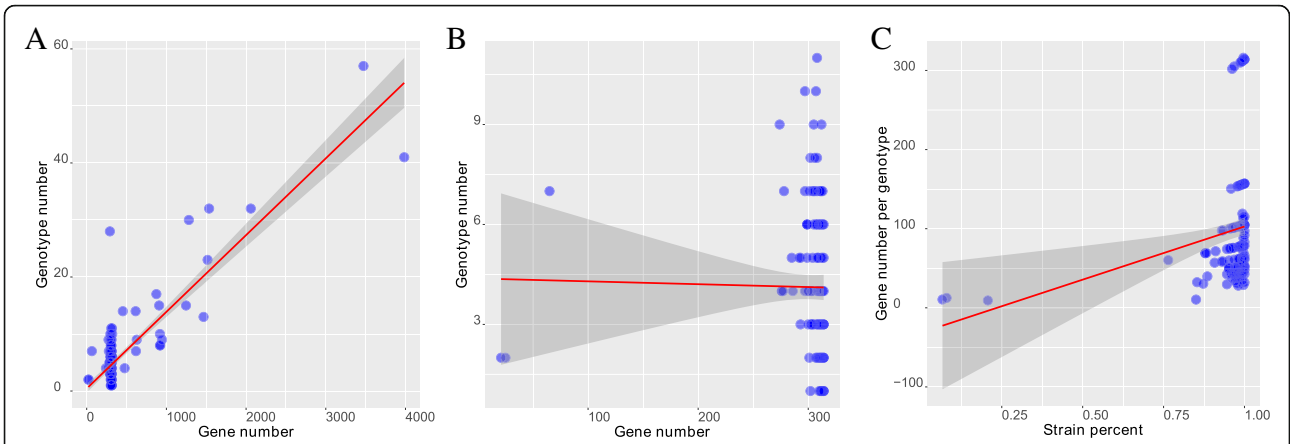 A
60
40
20
0
Genotype number
0
1000
2000
3000
4000
Gene number
B
9
6
3
Genotype number
100
200
300
Gene number
C
300
200
100
0
−100
Gene number per genotype
0.25
0.50
0.75
1.00
Strain percent